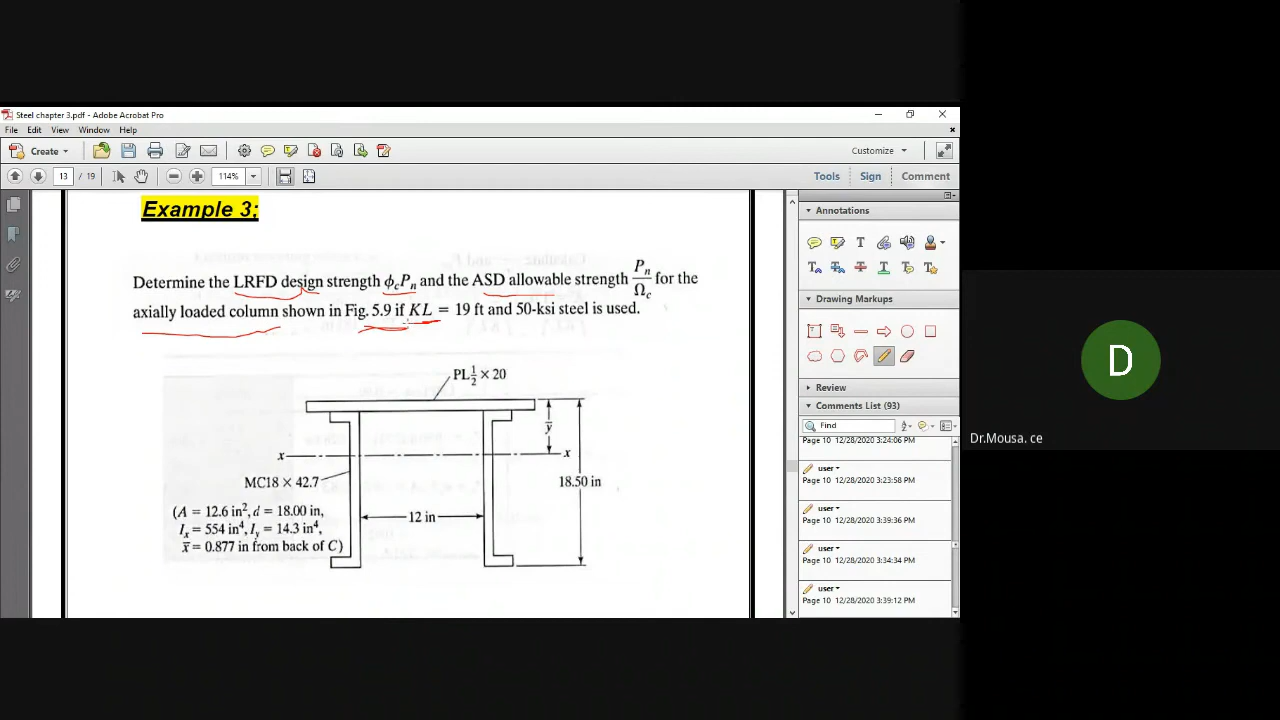 Steel chapter 3.pdf - Adobe Acrobat Pro
File Edit View Window Help
Create Customize
13 / 19 114% Tools Sign Comment
Example 3;
Determine the LRFD design strength ϕcPn and the ASD allowable strength Pn/Ωc for the
axially loaded column shown in Fig. 5.9 if KL = 19 ft and 50-ksi steel is used.
PL 1/2 × 20
y̅
x x
MC18 × 42.7
18.50 in
(A = 12.6 in², d = 18.00 in,
12 in
Ix = 554 in⁴, Iy = 14.3 in⁴,
x̅ = 0.877 in from back of C)
Annotations
T
T T T T
Drawing Markups
T
Review
Comments List (93)
Find
Page 10 12/28/2020 3:24:06 PM
user
Page 10 12/28/2020 3:23:58 PM
user
Page 10 12/28/2020 3:39:36 PM
user
Page 10 12/28/2020 3:34:34 PM
user
Page 10 12/28/2020 3:39:12 PM
D
Dr.Mousa. ce